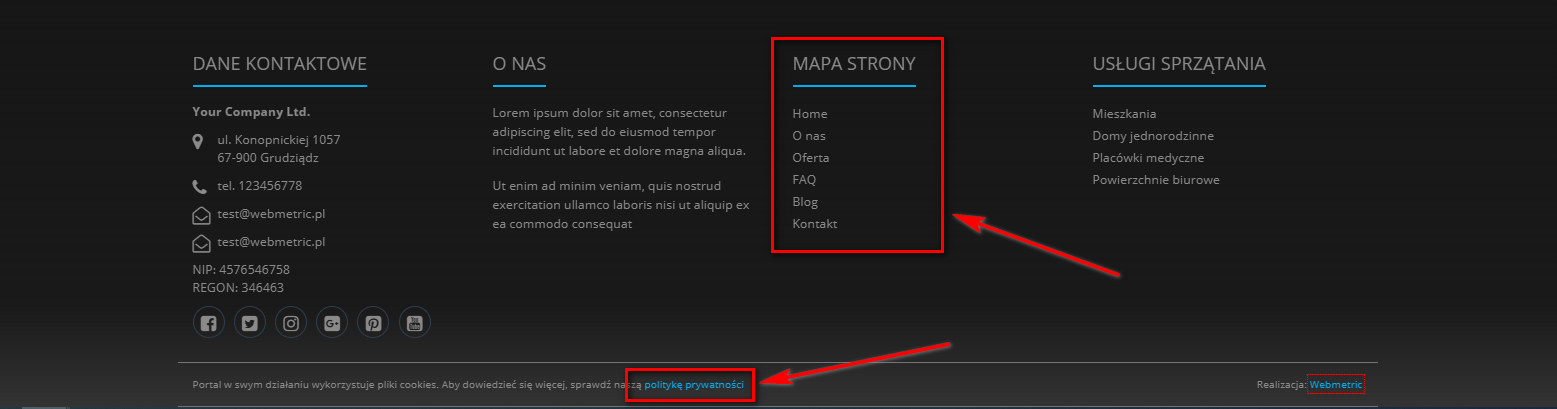 DANE KONTAKTOWE
Your Company Ltd.
ul. Konopnickiej 1057
67-900 Grudziądz
tel. 123456778
test@webmetric.pl
test@webmetric.pl
NIP: 4576546758
REGON: 346463
O NAS
Lorem ipsum dolor sit amet, consectetur
adipiscing elit, sed do eiusmod tempor
incididunt ut labore et dolore magna aliqua.
Ut enim ad minim veniam, quis nostrud
exercitation ullamco laboris nisi ut aliquip ex
ea commodo consequat
MAPA STRONY
Home
O nas
Oferta
FAQ
Blog
Kontakt
USŁUGI SPRZĄTANIA
Mieszkania
Domy jednorodzinne
Placówki medyczne
Powierzchnie biurowe
Portal w swym działaniu wykorzystuje pliki cookies. Aby dowiedzieć się więcej, sprawdź naszą politykę prywatności
Realizacja: Webmetric